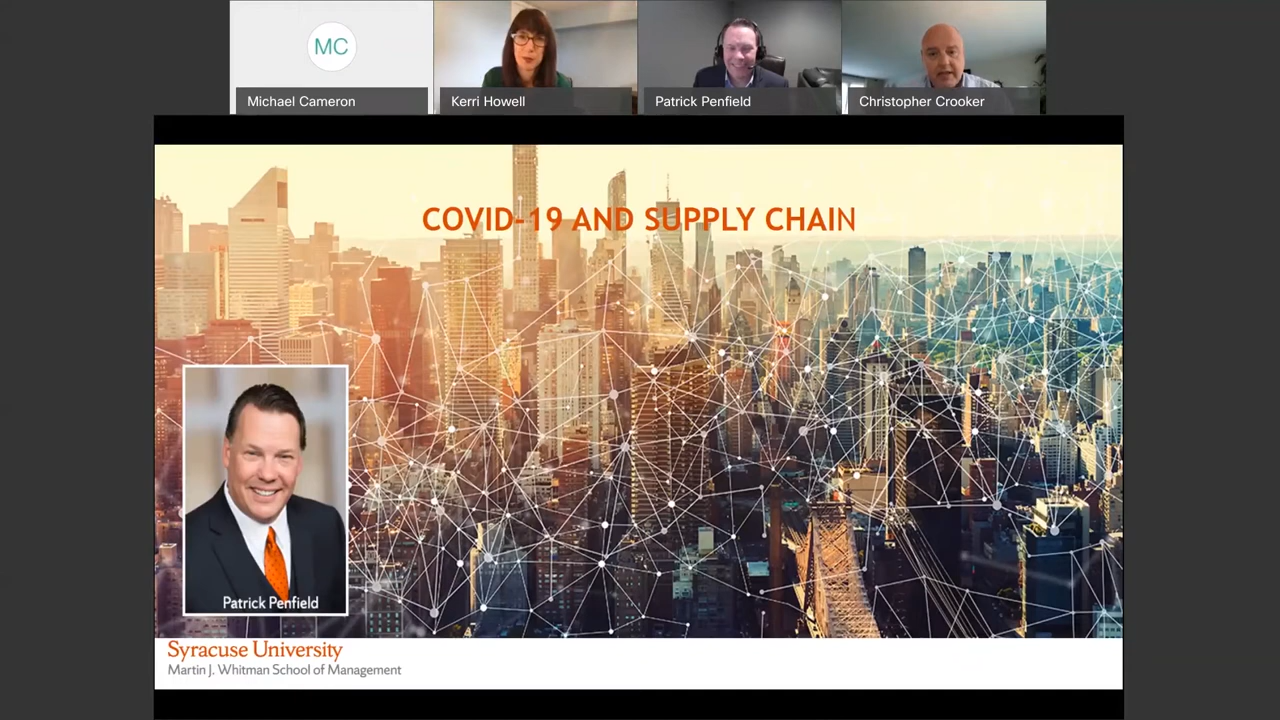 MC
Michael Cameron
Kerri Howell
Patrick Penfield
Christopher Crooker
COVID-19 AND SUPPLY CHAIN
Patrick Penfield
Syracuse University
Martin J. Whitman School of Management